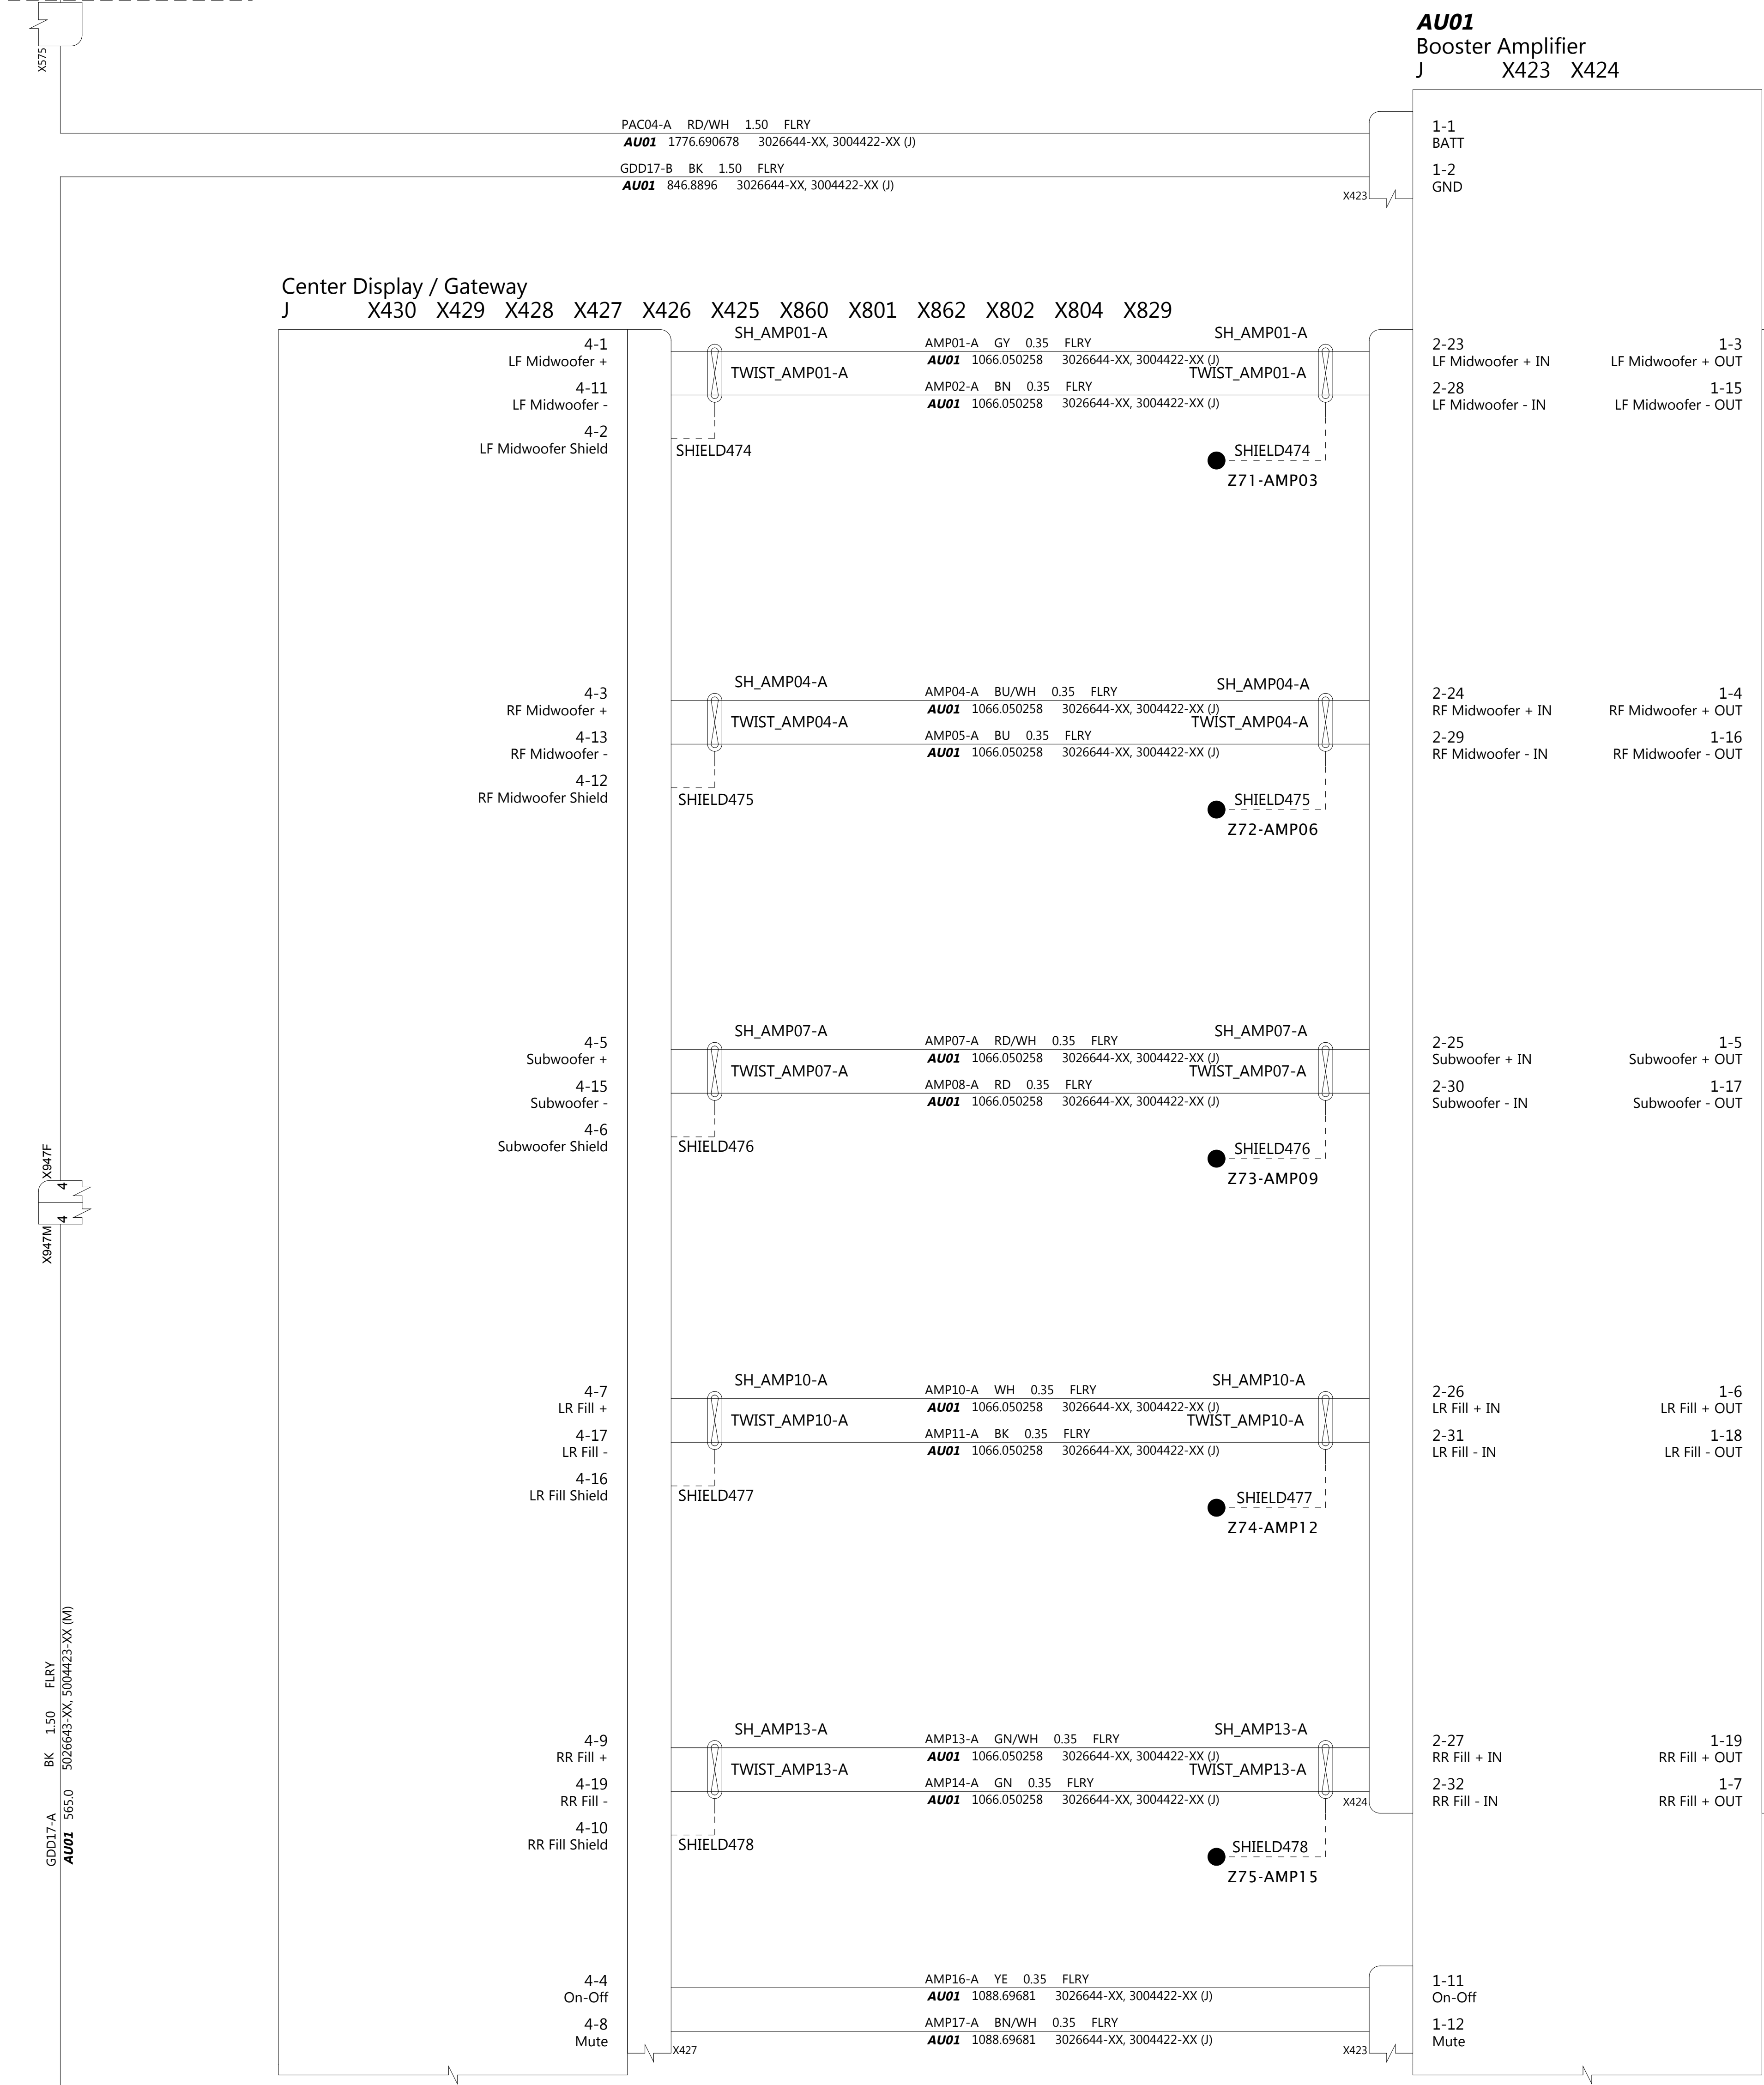 X575
AU01
Booster Amplifier
J X423 X424
PAC04-A RD/WH 1.50 FLRY
AU01 1776.690678 3026644-XX, 3004422-XX (J)
GDD17-B BK 1.50 FLRY
AU01 846.8896 3026644-XX, 3004422-XX (J)
X423
1-1
BATT
1-2
GND
Center Display / Gateway
J X430 X429 X428 X427 X426 X425 X860 X801 X862 X802 X804 X829
4-1
LF Midwoofer +
4-11
LF Midwoofer -
4-2
LF Midwoofer Shield
SH_AMP01-A
TWIST_AMP01-A
SHIELD474
AMP01-A GY 0.35 FLRY
AU01 1066.050258 3026644-XX, 3004422-XX (J)
AMP02-A BN 0.35 FLRY
AU01 1066.050258 3026644-XX, 3004422-XX (J)
SH_AMP01-A
TWIST_AMP01-A
SHIELD474
Z71-AMP03
2-23
LF Midwoofer + IN
2-28
LF Midwoofer - IN
1-3
LF Midwoofer + OUT
1-15
LF Midwoofer - OUT
4-3
RF Midwoofer +
4-13
RF Midwoofer -
4-12
RF Midwoofer Shield
SH_AMP04-A
TWIST_AMP04-A
SHIELD475
AMP04-A BU/WH 0.35 FLRY
AU01 1066.050258 3026644-XX, 3004422-XX (J)
AMP05-A BU 0.35 FLRY
AU01 1066.050258 3026644-XX, 3004422-XX (J)
SH_AMP04-A
TWIST_AMP04-A
SHIELD475
Z72-AMP06
2-24
RF Midwoofer + IN
2-29
RF Midwoofer - IN
1-4
RF Midwoofer + OUT
1-16
RF Midwoofer - OUT
4-5
Subwoofer +
4-15
Subwoofer -
4-6
Subwoofer Shield
SH_AMP07-A
TWIST_AMP07-A
SHIELD476
AMP07-A RD/WH 0.35 FLRY
AU01 1066.050258 3026644-XX, 3004422-XX (J)
AMP08-A RD 0.35 FLRY
AU01 1066.050258 3026644-XX, 3004422-XX (J)
SH_AMP07-A
TWIST_AMP07-A
SHIELD476
Z73-AMP09
2-25
Subwoofer + IN
2-30
Subwoofer - IN
1-5
Subwoofer + OUT
1-17
Subwoofer - OUT
X947F
4
4
X947M
4-7
LR Fill +
4-17
LR Fill -
4-16
LR Fill Shield
SH_AMP10-A
TWIST_AMP10-A
SHIELD477
AMP10-A WH 0.35 FLRY
AU01 1066.050258 3026644-XX, 3004422-XX (J)
AMP11-A BK 0.35 FLRY
AU01 1066.050258 3026644-XX, 3004422-XX (J)
SH_AMP10-A
TWIST_AMP10-A
SHIELD477
Z74-AMP12
2-26
LR Fill + IN
2-31
LR Fill - IN
1-6
LR Fill + OUT
1-18
LR Fill - OUT
GDD17-A BK 1.50 FLRY
AU01 565.0 5026643-XX, 5004423-XX (M)
4-9
RR Fill +
4-19
RR Fill -
4-10
RR Fill Shield
SH_AMP13-A
TWIST_AMP13-A
SHIELD478
AMP13-A GN/WH 0.35 FLRY
AU01 1066.050258 3026644-XX, 3004422-XX (J)
AMP14-A GN 0.35 FLRY
AU01 1066.050258 3026644-XX, 3004422-XX (J)
SH_AMP13-A
TWIST_AMP13-A
X424
SHIELD478
Z75-AMP15
2-27
RR Fill + IN
2-32
RR Fill - IN
1-19
RR Fill + OUT
1-7
RR Fill + OUT
4-4
On-Off
4-8
Mute
X427
AMP16-A YE 0.35 FLRY
AU01 1088.69681 3026644-XX, 3004422-XX (J)
AMP17-A BN/WH 0.35 FLRY
AU01 1088.69681 3026644-XX, 3004422-XX (J)
X423
1-11
On-Off
1-12
Mute